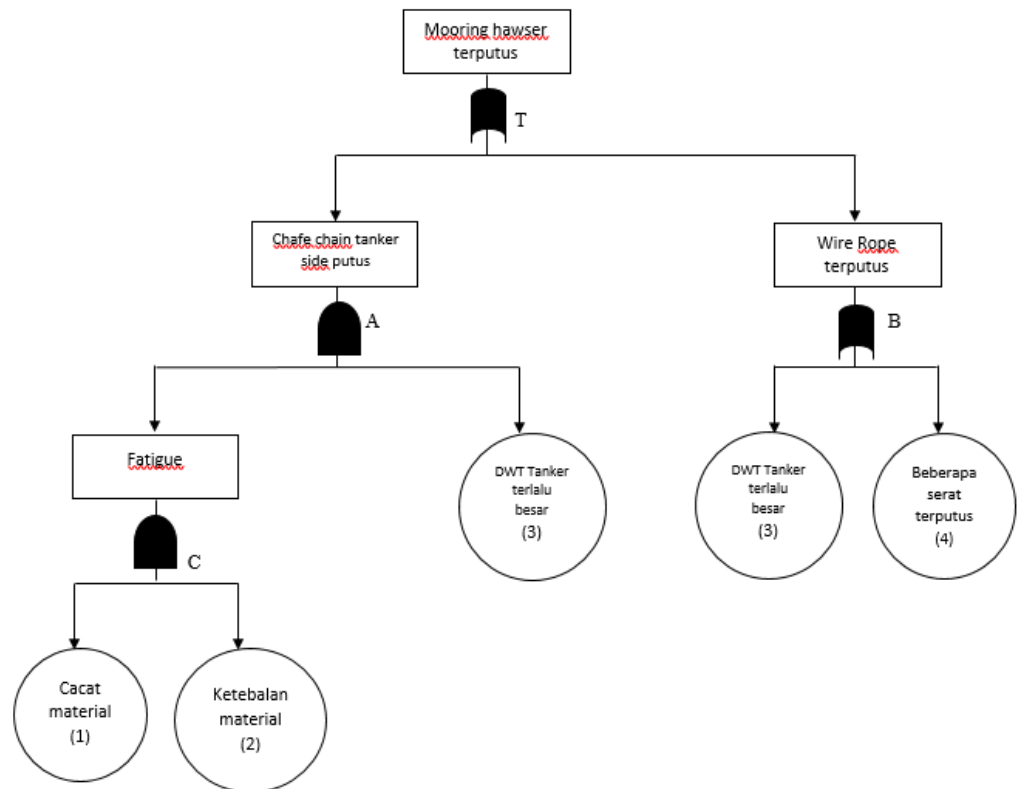 Mooring hawser
terputus
T
Chafe chain tanker
side putus
Wire Rope
terputus
A
B
Fatigue
DWT Tanker
terlalu
besar
(3)
DWT Tanker
terlalu
besar
(3)
Beberapa
serat
terputus
(4)
C
Cacat
material
(1)
Ketebalan
material
(2)